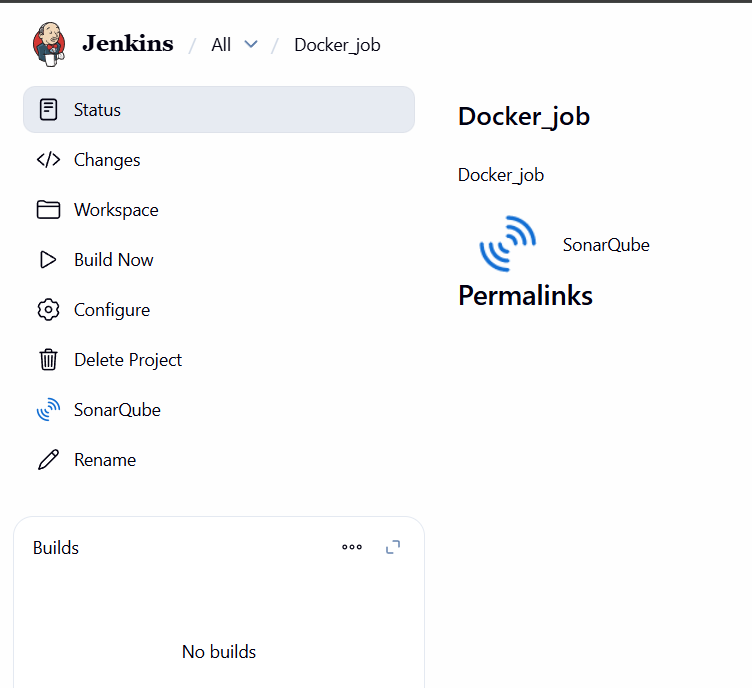 Jenkins / All / Docker_job
Status
Changes
Workspace
Build Now
Configure
Delete Project
SonarQube
Rename
Builds
No builds
Docker_job
Docker_job
SonarQube
Permalinks